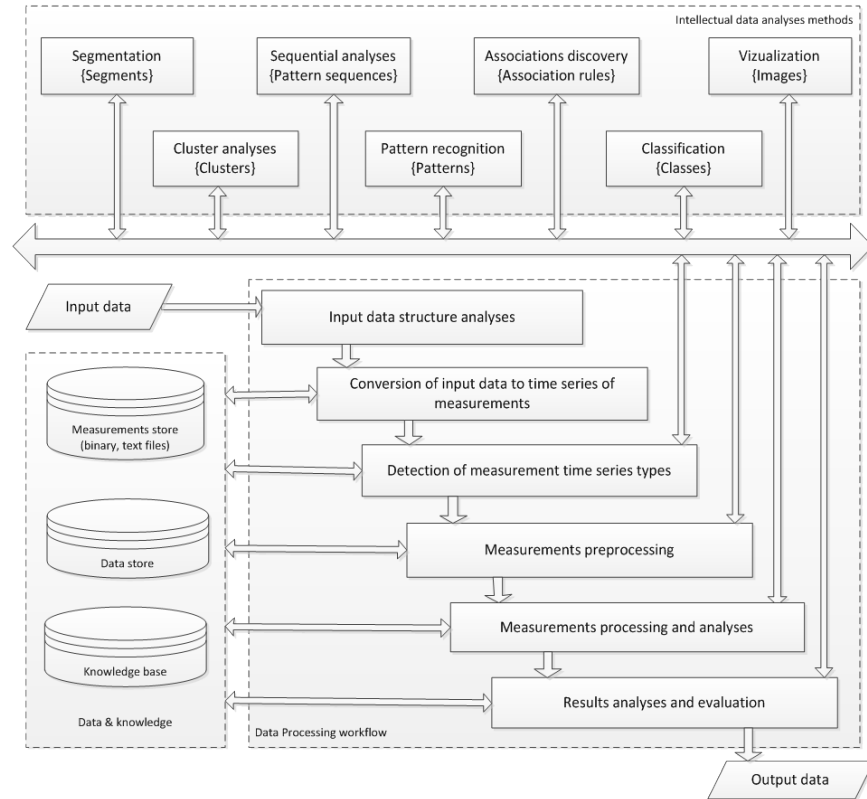 Intellectual data analyses methods
Segmentation
{Segments}
Sequential analyses
{Pattern sequences}
Associations discovery
{Association rules}
Vizualization
{Images}
Cluster analyses
{Clusters}
Pattern recognition
{Patterns}
Classification
{Classes}
Input data
Input data structure analyses
Conversion of input data to time series of
measurements
Measurements store
(binary, text files)
Detection of measurement time series types
Data store
Measurements preprocessing
Knowledge base
Measurements processing and analyses
Results analyses and evaluation
Data & knowledge
Data Processing workflow
Output data